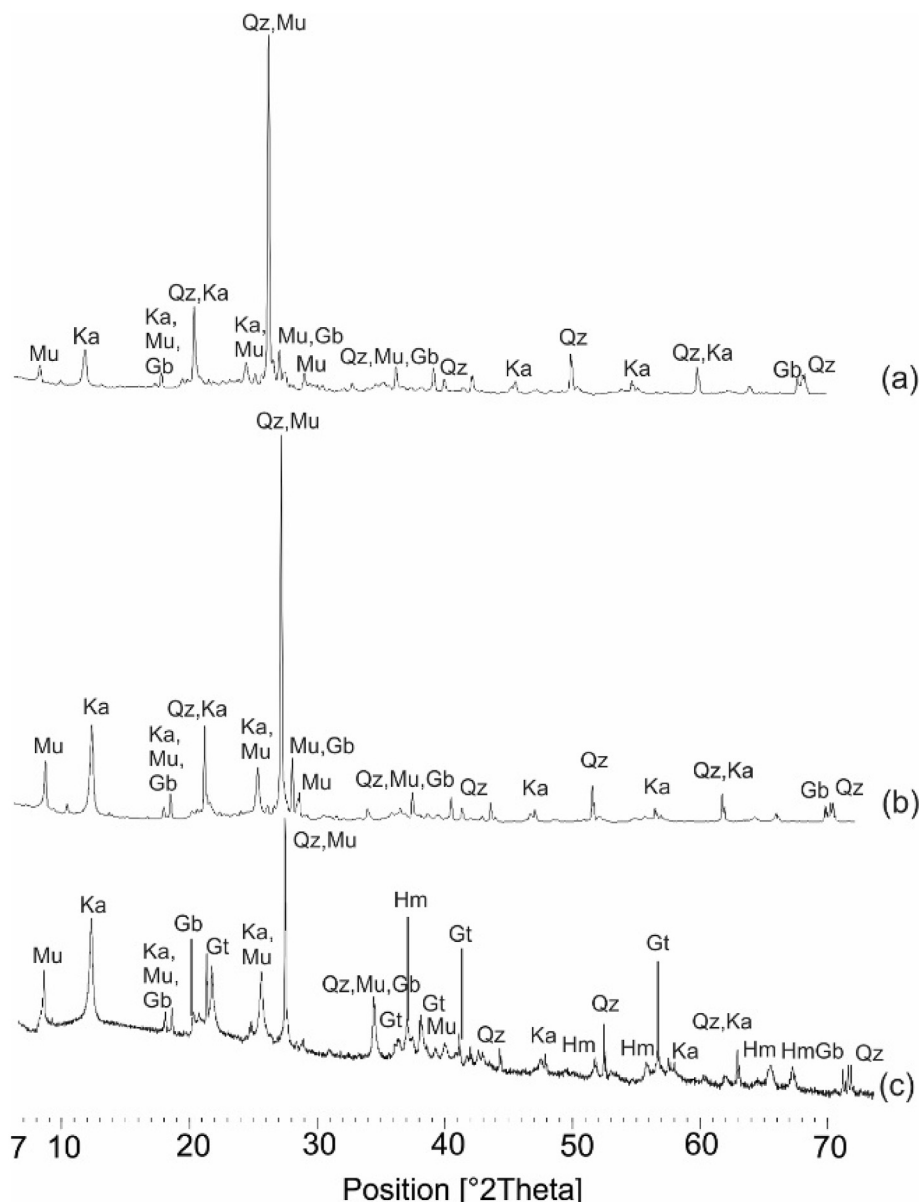 Qz,Mu
Mu
Ka
Ka,
Mu,
Gb
Qz,Ka
Ka,
Mu
Mu,Gb
Mu
Qz,Mu,Gb
Qz
Ka
Qz
Ka
Qz,Ka
Gb
Qz
(a)
Qz,Mu
Mu
Ka
Ka,
Mu,
Gb
Qz,Ka
Ka,
Mu
Mu,Gb
Mu
Qz,Mu,Gb
Qz
Ka
Qz
Ka
Qz,Ka
Gb
Qz
(b)
Qz,Mu
Mu
Ka
Ka,
Mu,
Gb
Gb
Gt
Ka,
Mu
Qz,Mu,Gb
Gt
Hm
Gt
Mu
Gt
Qz
Ka
Hm
Qz
Hm
Gt
Ka
Qz,Ka
Hm
HmGb
Qz
(c)
7 10 20 30 40 50 60 70
Position [°2Theta]